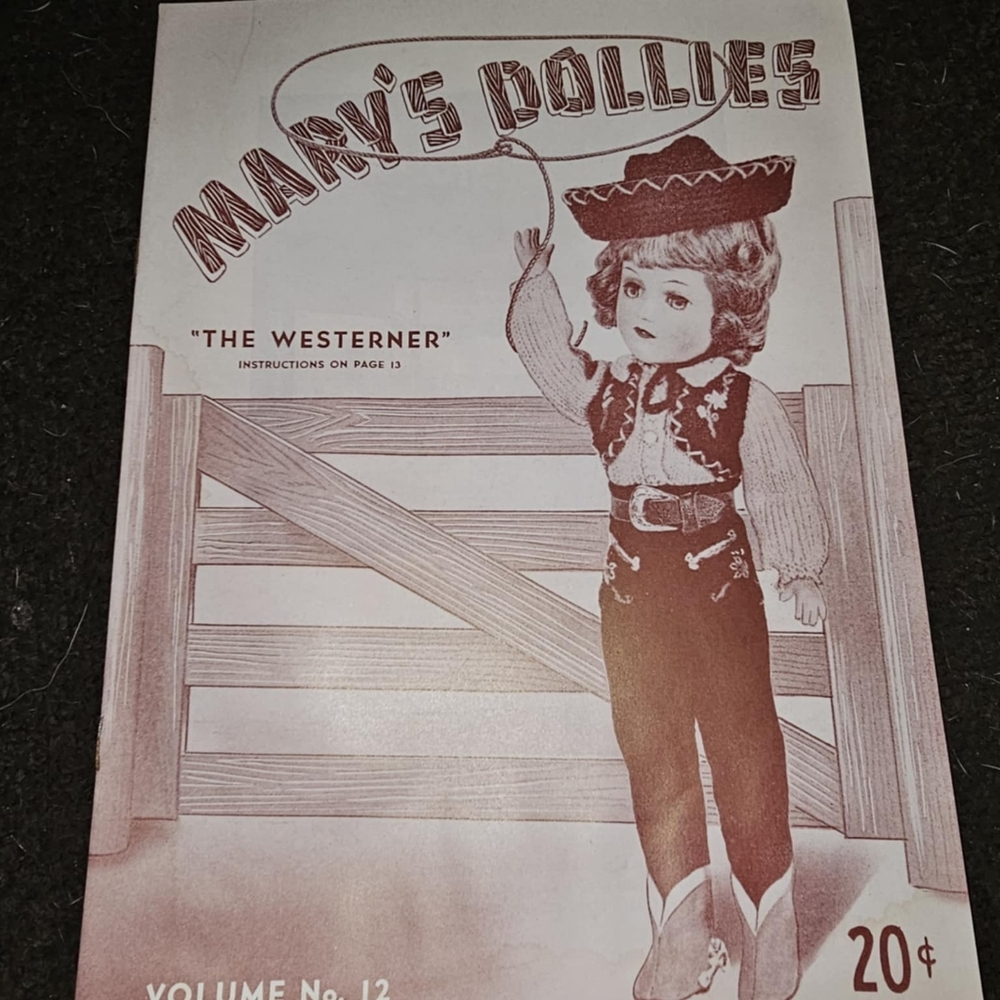 MARY'S DOLLIES
"THE WESTERNER"
INSTRUCTIONS ON PAGE 13
VOLUME No. 12
20¢